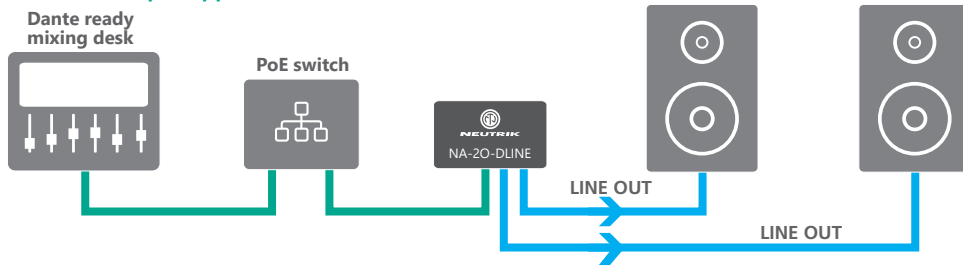 Dante ready
mixing desk
PoE switch
NEUTRIK
NA-2O-DLINE
LINE OUT
LINE OUT